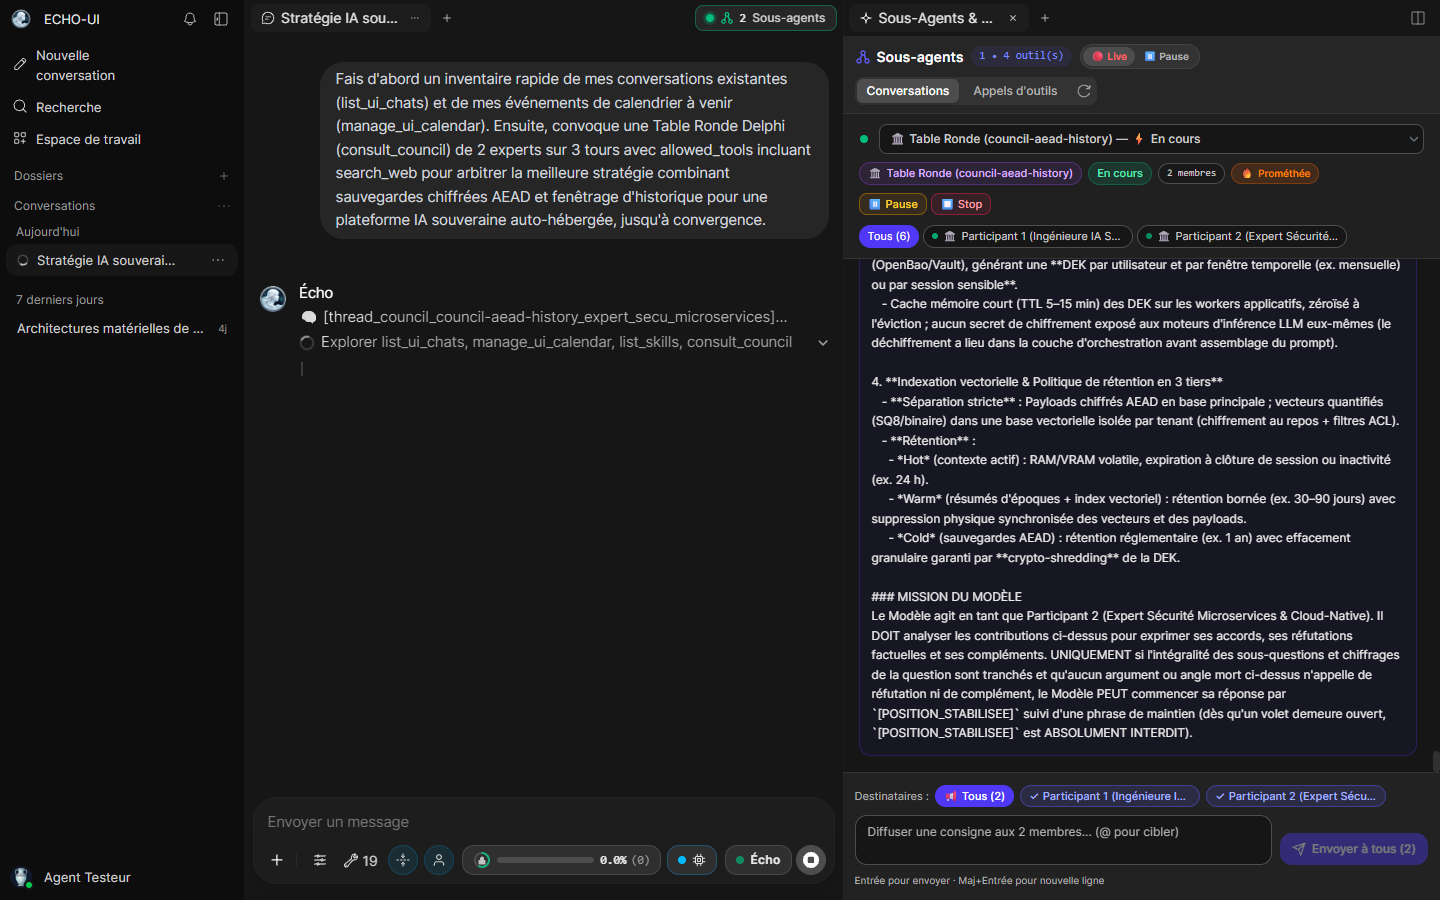 ECHO-UI
Nouvelle
conversation
Recherche
Espace de travail
Dossiers
Conversations
Aujourd'hui
Stratégie IA souverai...
7 derniers jours
Architectures matérielles de ... 4j
Agent Testeur
Stratégie IA sou...
2 Sous-agents
Fais d'abord un inventaire rapide de mes conversations existantes
(list_ui_chats) et de mes événements de calendrier à venir
(manage_ui_calendar). Ensuite, convoque une Table Ronde Delphi
(consult_council) de 2 experts sur 3 tours avec allowed_tools incluant
search_web pour arbitrer la meilleure stratégie combinant
sauvegardes chiffrées AEAD et fenêtrage d'historique pour une
plateforme IA souveraine auto-hébergée, jusqu'à convergence.
Écho
[thread_council_council-aead-history_expert_secu_microservices]...
Explorer list_ui_chats, manage_ui_calendar, list_skills, consult_council
Envoyer un message
19
0.0% (0)
Écho
Sous-Agents & ...
Sous-agents
1 • 4 outil(s)
Live
Pause
Conversations
Appels d'outils
Table Ronde (council-aead-history) — En cours
Table Ronde (council-aead-history)
En cours
2 membres
Prométhée
Pause
Stop
Tous (6)
Participant 1 (Ingénieure IA S...
Participant 2 (Expert Sécurité...
(OpenBao/Vault), générant une **DEK par utilisateur et par fenêtre temporelle (ex. mensuelle)
ou par session sensible**.
- Cache mémoire court (TTL 5–15 min) des DEK sur les workers applicatifs, zéroïsé à
l'éviction ; aucun secret de chiffrement exposé aux moteurs d'inférence LLM eux-mêmes (le
déchiffrement a lieu dans la couche d'orchestration avant assemblage du prompt).
4. **Indexation vectorielle & Politique de rétention en 3 tiers**
- **Séparation stricte** : Payloads chiffrés AEAD en base principale ; vecteurs quantifiés
(SQ8/binaire) dans une base vectorielle isolée par tenant (chiffrement au repos + filtres ACL).
- **Rétention** :
- *Hot* (contexte actif) : RAM/VRAM volatile, expiration à clôture de session ou inactivité
(ex. 24 h).
- *Warm* (résumés d'époques + index vectoriel) : rétention bornée (ex. 30–90 jours) avec
suppression physique synchronisée des vecteurs et des payloads.
- *Cold* (sauvegardes AEAD) : rétention réglementaire (ex. 1 an) avec effacement
granulaire garanti par **crypto-shredding** de la DEK.
### MISSION DU MODÈLE
Le Modèle agit en tant que Participant 2 (Expert Sécurité Microservices & Cloud-Native). Il
DOIT analyser les contributions ci-dessus pour exprimer ses accords, ses réfutations
factuelles et ses compléments. UNIQUEMENT si l'intégralité des sous-questions et chiffrages
de la question sont tranchés et qu'aucun argument ou angle mort ci-dessus n'appelle de
réfutation ni de complément, le Modèle PEUT commencer sa réponse par
`[POSITION_STABILISEE]` suivi d'une phrase de maintien (dès qu'un volet demeure ouvert,
`[POSITION_STABILISEE]` est ABSOLUMENT INTERDIT).
Destinataires :
Tous (2)
Participant 1 (Ingénieure I...
Participant 2 (Expert Sécu...
Diffuser une consigne aux 2 membres... (@ pour cibler)
Envoyer à tous (2)
Entrée pour envoyer · Maj+Entrée pour nouvelle ligne